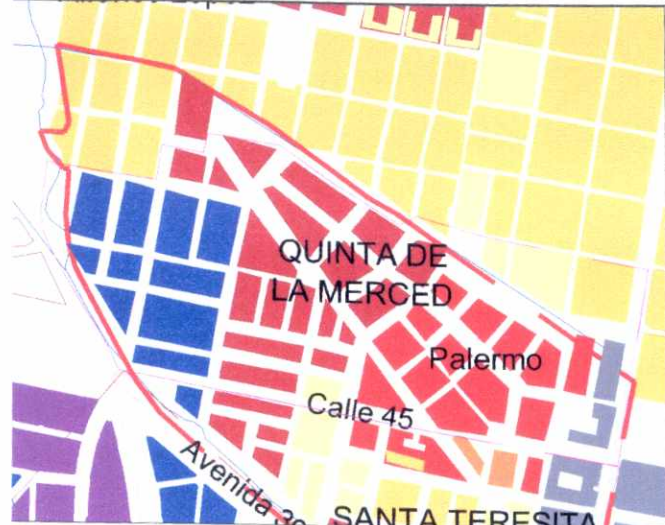 QUINTA DE
LA MERCED
Palermo
Calle 45
Avenida
SANTA TERESITA